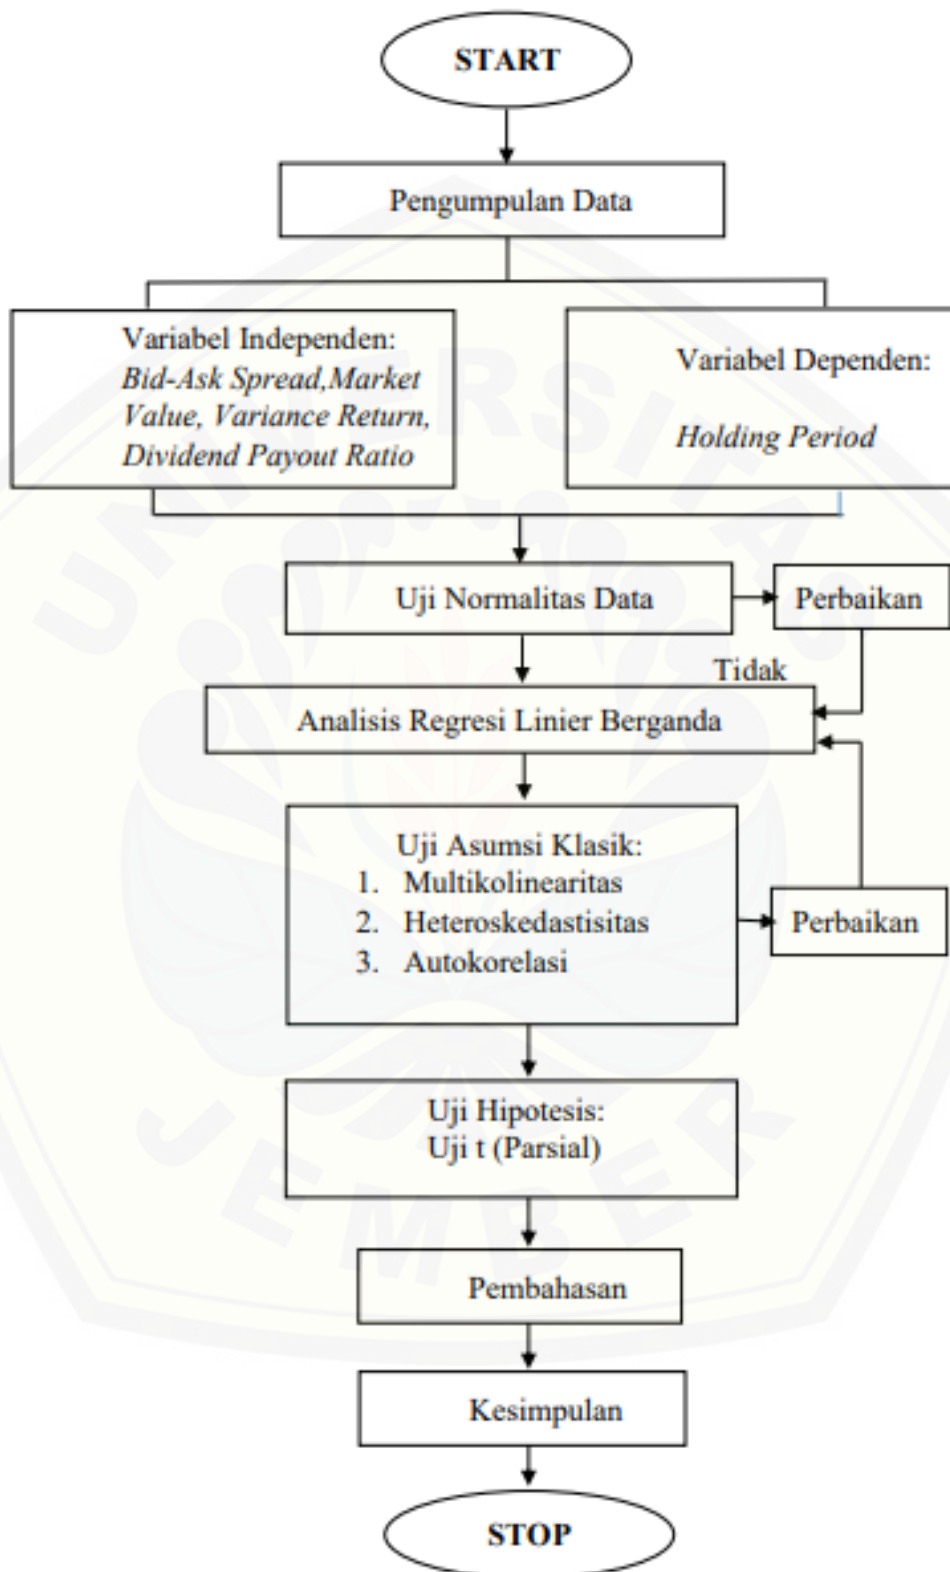 START
Pengumpulan Data
Variabel Independen:
Bid-Ask Spread,Market
Value, Variance Return,
Dividend Payout Ratio
Variabel Dependen:
Holding Period
Uji Normalitas Data
Perbaikan
Tidak
Analisis Regresi Linier Berganda
Uji Asumsi Klasik:
1. Multikolinearitas
2. Heteroskedastisitas
3. Autokorelasi
Perbaikan
Uji Hipotesis:
Uji t (Parsial)
Pembahasan
Kesimpulan
STOP
UNIVERSITAS
JEMBER